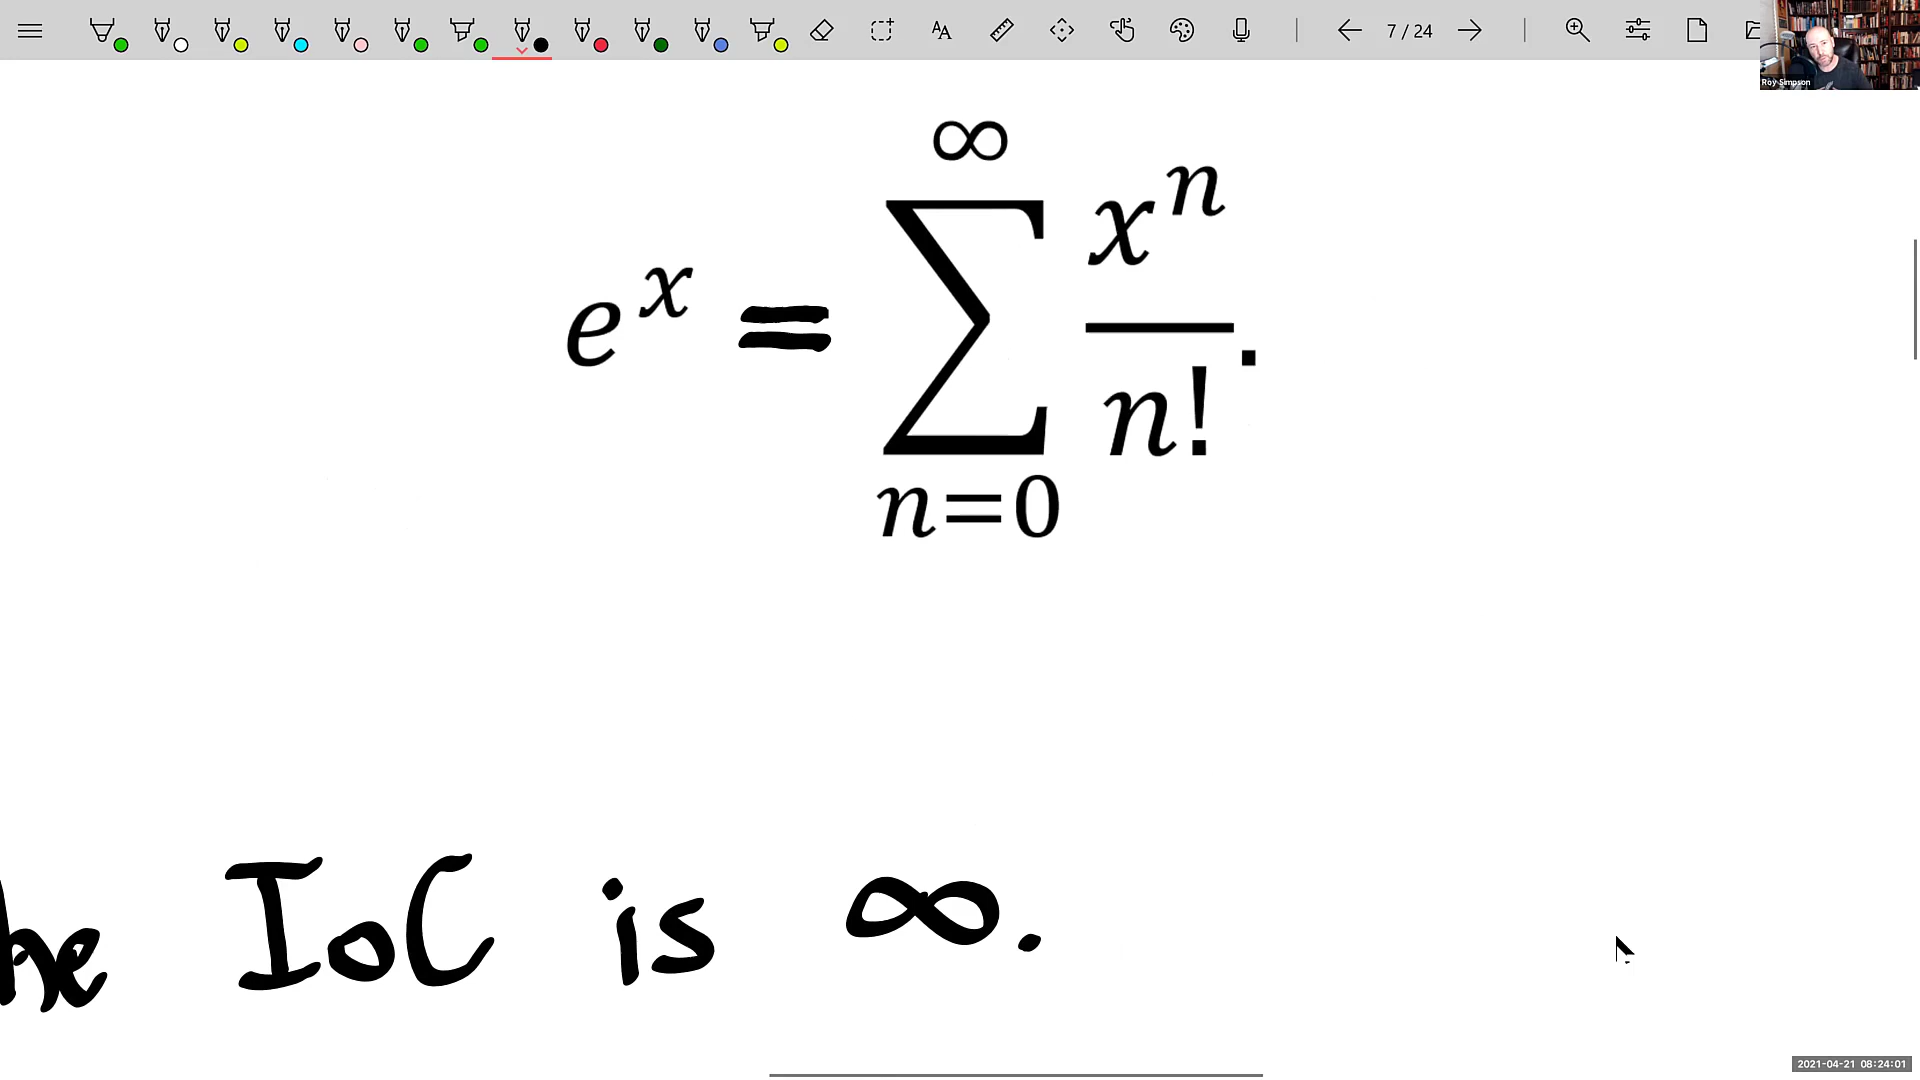 7 / 24
Roy Simpson
e^x = ∑_{n=0}^{∞} x^n / n!.
he IoC is ∞.
2021-04-21 08:24:01